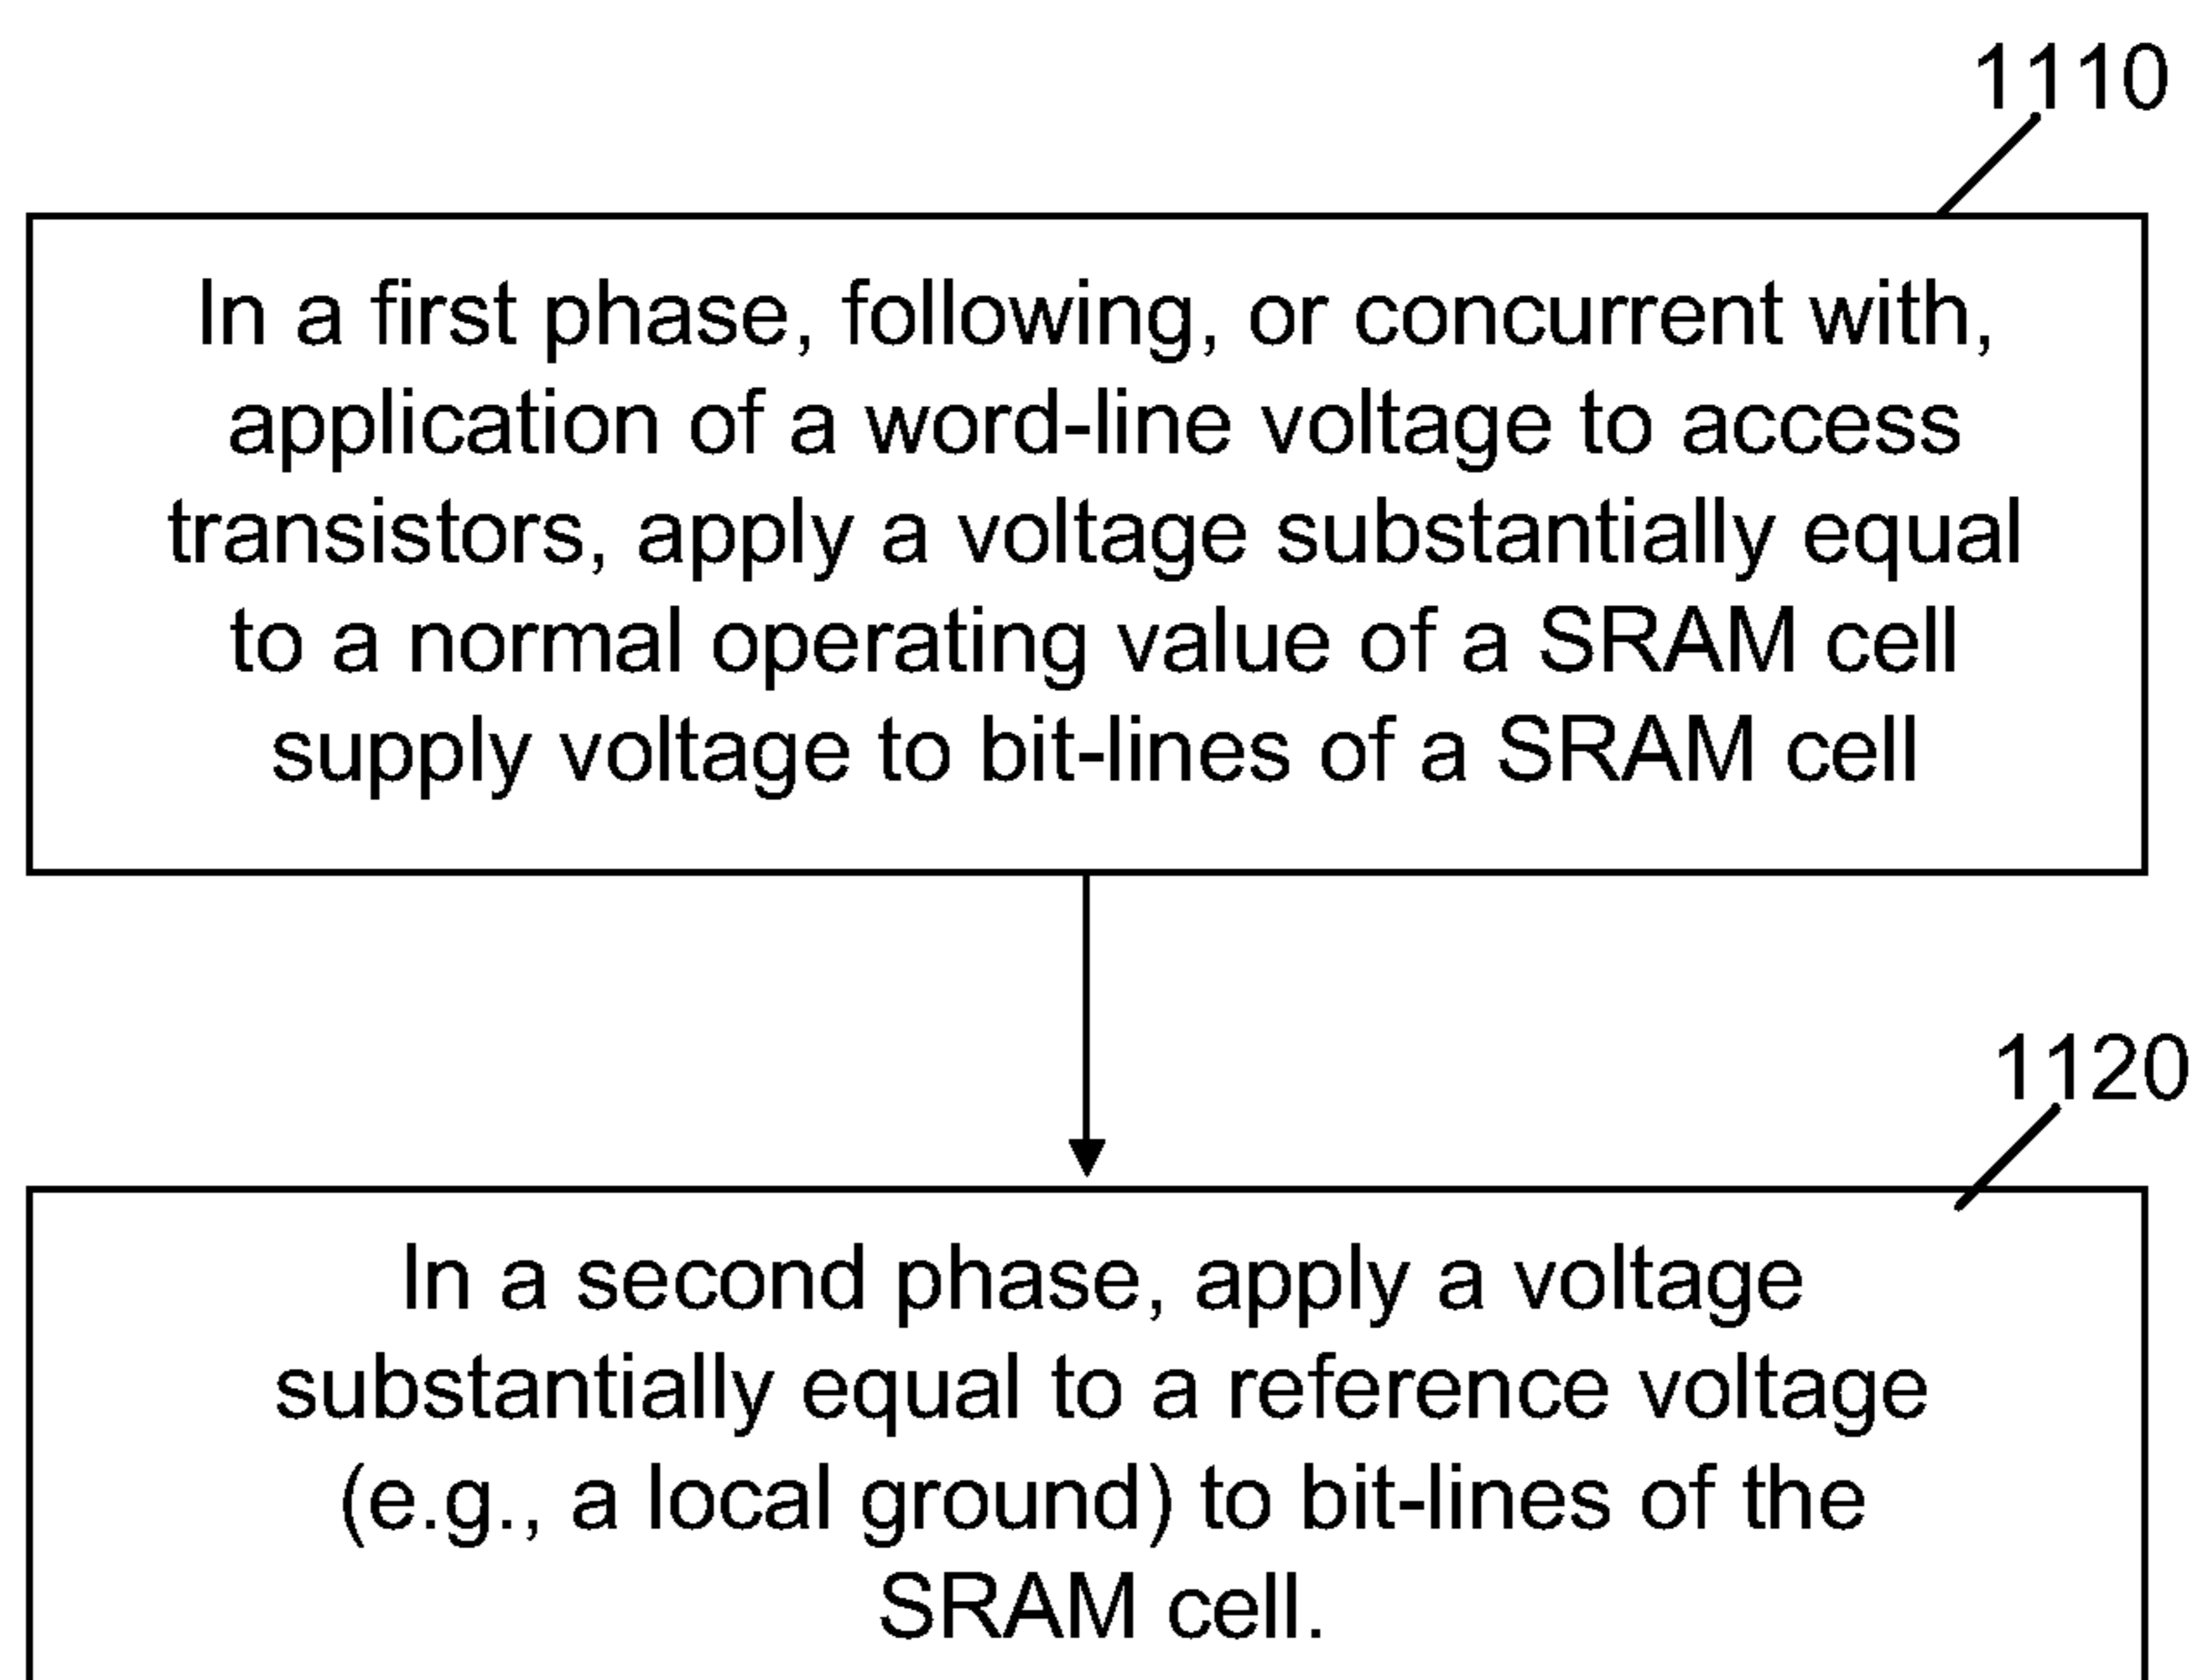 1110
In a first phase, following, or concurrent with,
application of a word-line voltage to access
transistors, apply a voltage substantially equal
to a normal operating value of a SRAM cell
supply voltage to bit-lines of a SRAM cell
1120
In a second phase, apply a voltage
substantially equal to a reference voltage
(e.g., a local ground) to bit-lines of the
SRAM cell.